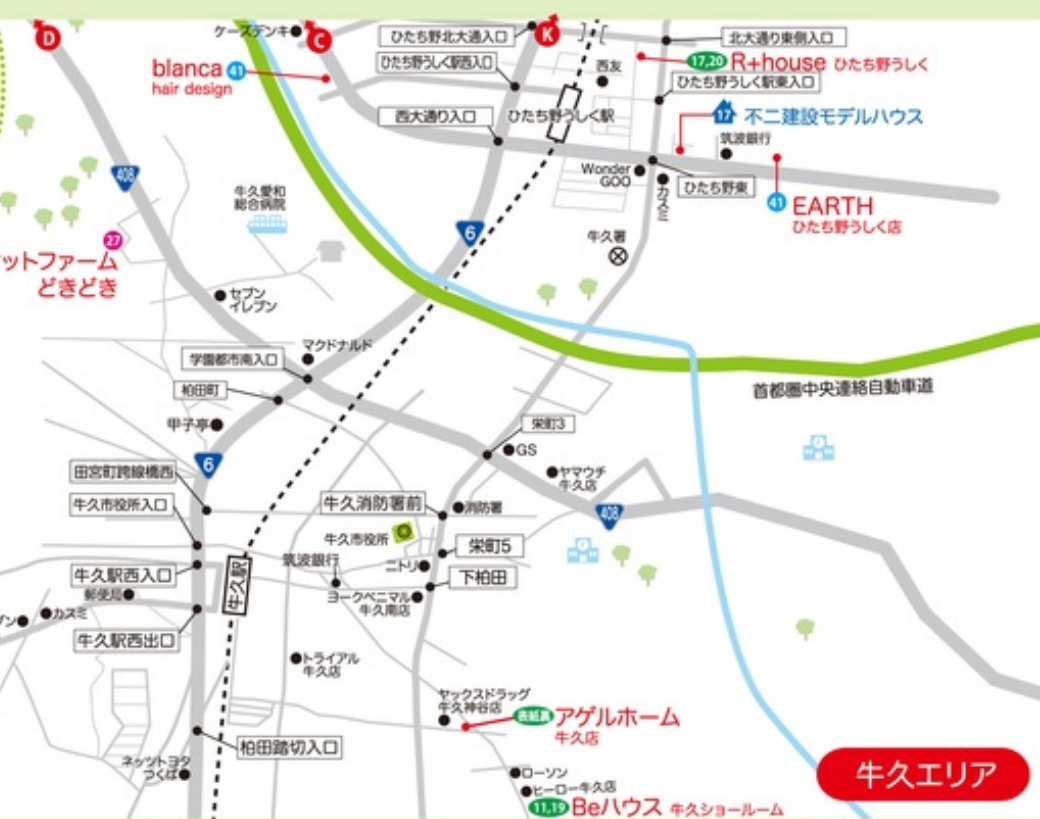 D
ケーズデンキ
C
ひたち野北大通入口
K
北大通り東側入口
ひたち野うしく駅西入口
西友
17,20 R+house ひたち野うしく
blanca 41
hair design
ひたち野うしく駅東入口
西大通り入口
ひたち野うしく駅
17 不二建設モデルハウス
筑波銀行
408
Wonder
GOO
カスミ
ひたち野東
牛久愛和
総合病院
41 EARTH
ひたち野うしく店
6
27
ットファーム
どきどき
牛久署
セブン
イレブン
マクドナルド
学園都市南入口
柏田町
首都圏中央連絡自動車道
甲子亭
栄町3
GS
6
田宮町跨線橋西
ヤマウチ
牛久店
牛久市役所入口
牛久消防署前
消防署
408
牛久市役所
栄町5
筑波銀行
ニトリ
牛久駅西入口
牛久駅
下柏田
郵便局
ヨークベニマル
牛久南店
カスミ
ブン
牛久駅西出口
トライアル
牛久店
ヤックスドラッグ
牛久神谷店
表紙裏 アゲルホーム
牛久店
柏田踏切入口
ネッツトヨタ
つくば
ローソン
ヒーロー牛久店
11,19 Beハウス 牛久ショールーム
牛久エリア